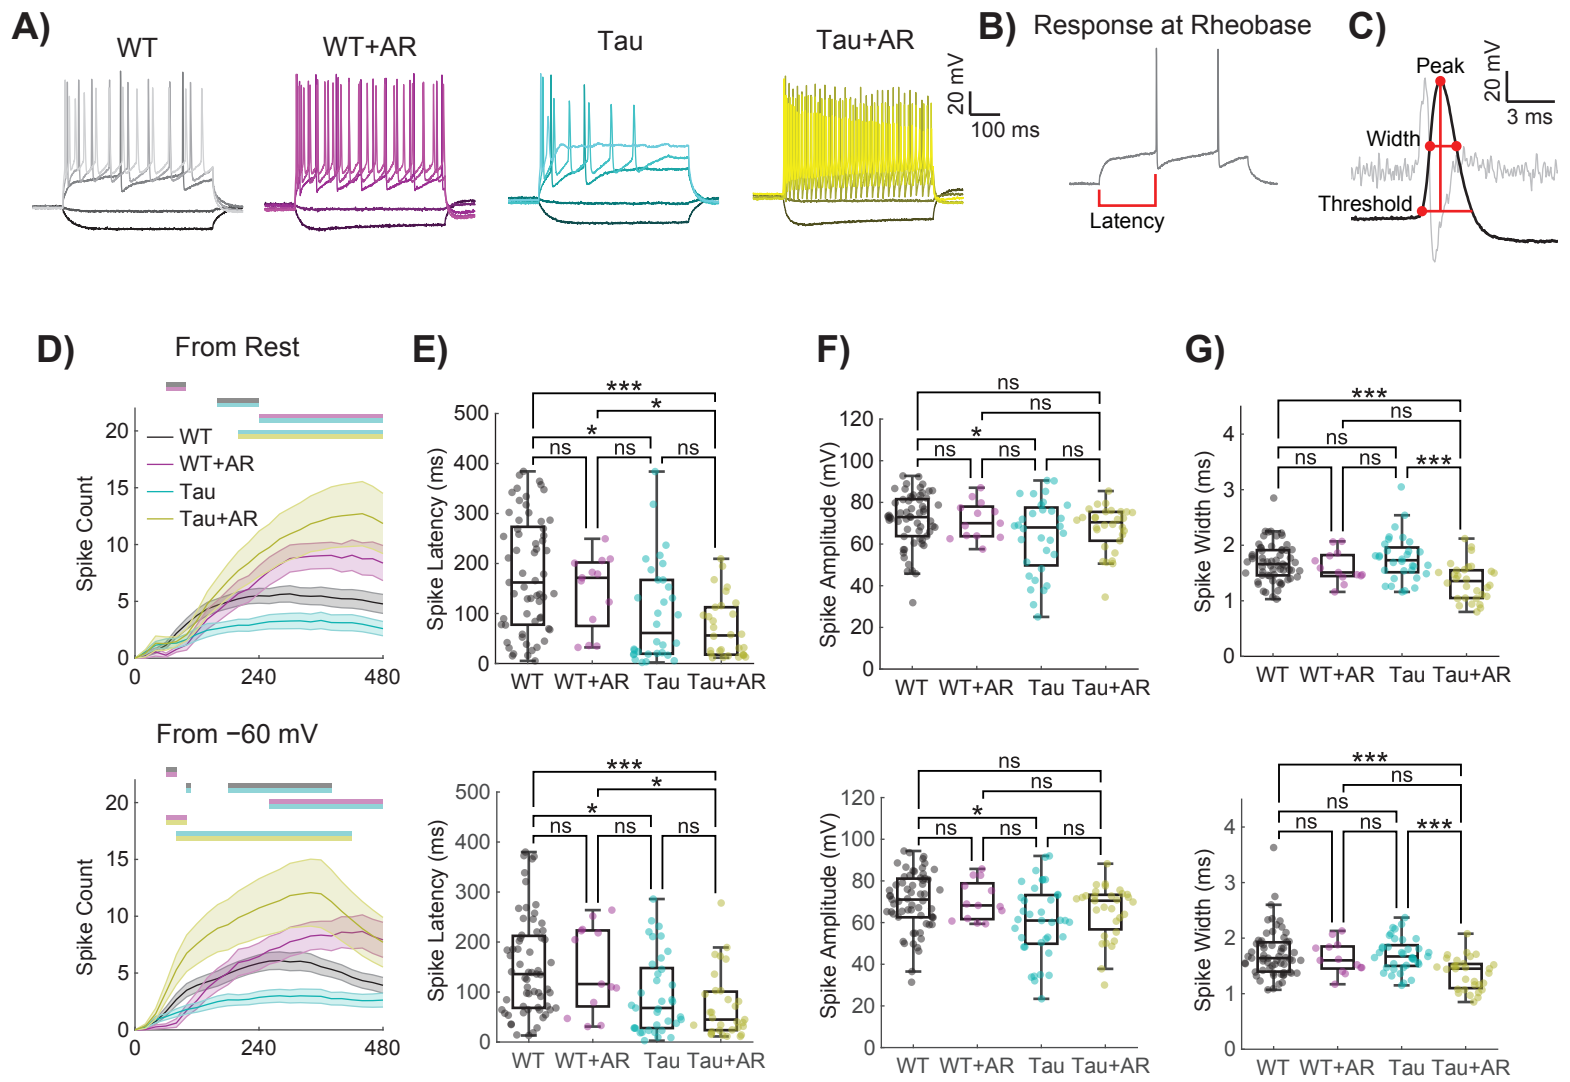 A)
WT
WT+AR
Tau
Tau+AR
20 mV
100 ms
B)
Response at Rheobase
Latency
C)
Peak
Width
Threshold
20 mV
3 ms
D)
From Rest
20
15
10
5
0
Spike Count
WT
WT+AR
Tau
Tau+AR
0
240
480
E)
***
*
*
ns
ns
ns
500
400
300
200
100
0
Spike Latency (ms)
WT
WT+AR
Tau
Tau+AR
F)
ns
ns
*
ns
ns
ns
120
100
80
60
40
20
0
Spike Amplitude (mV)
WT
WT+AR
Tau
Tau+AR
G)
***
ns
ns
ns
ns
***
4
3
2
1
0
Spike Width (ms)
WT
WT+AR
Tau
Tau+AR
From −60 mV
20
15
10
5
0
Spike Count
0
240
480
***
*
*
ns
ns
ns
500
400
300
200
100
0
Spike Latency (ms)
WT
WT+AR
Tau
Tau+AR
ns
ns
*
ns
ns
ns
120
100
80
60
40
20
0
Spike Amplitude (mV)
WT
WT+AR
Tau
Tau+AR
***
ns
ns
ns
ns
***
4
3
2
1
0
Spike Width (ms)
WT
WT+AR
Tau
Tau+AR